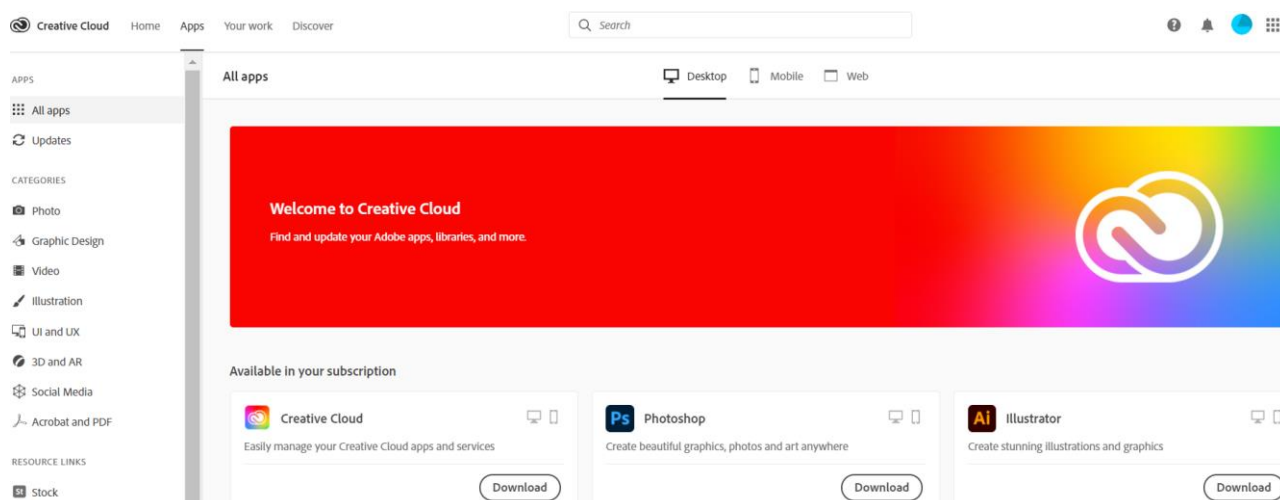 Creative Cloud Home Apps Your work Discover Search
APPS
All apps
Updates
CATEGORIES
Photo
Graphic Design
Video
Illustration
UI and UX
3D and AR
Social Media
Acrobat and PDF
RESOURCE LINKS
St Stock
All apps Desktop Mobile Web
Welcome to Creative Cloud
Find and update your Adobe apps, libraries, and more.
Available in your subscription
Creative Cloud
Easily manage your Creative Cloud apps and services
Download
Ps Photoshop
Create beautiful graphics, photos and art anywhere
Download
Ai Illustrator
Create stunning illustrations and graphics
Download